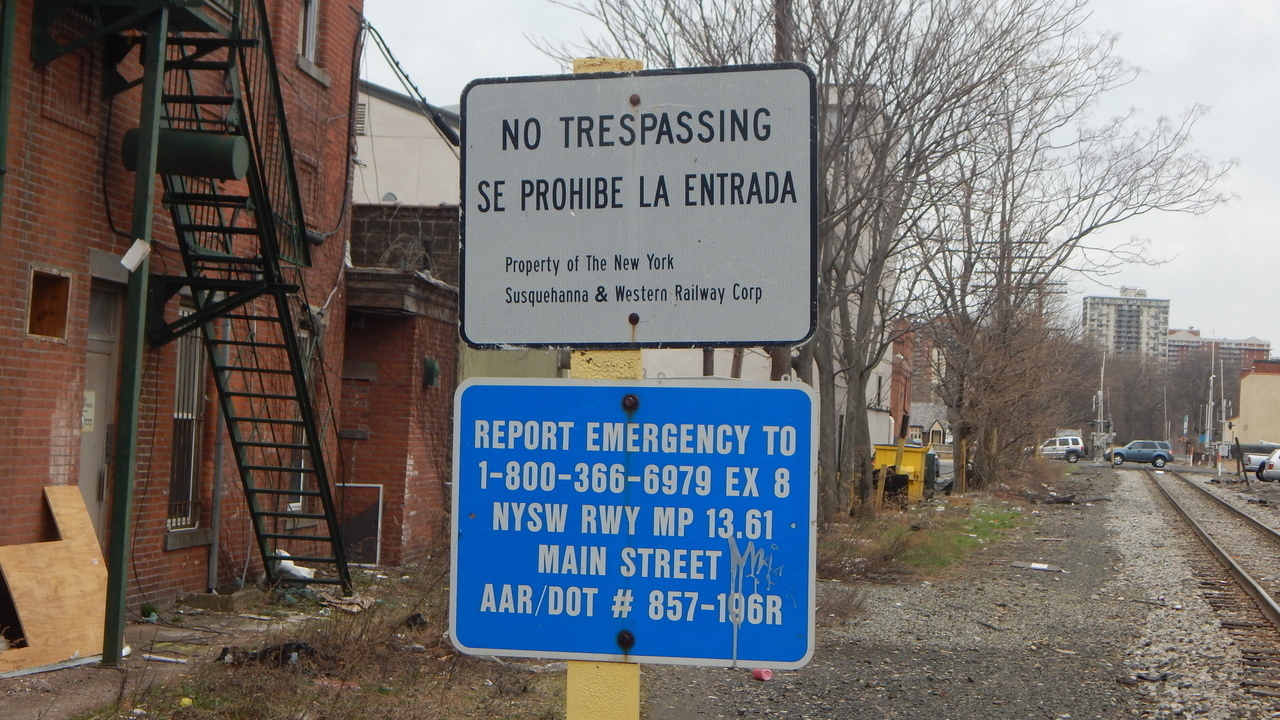 NO TRESPASSING
SE PROHIBE LA ENTRADA
Property of The New York
Susquehanna & Western Railway Corp
REPORT EMERGENCY TO
1-800-366-6979 EX 8
NYSW RWY MP 13.61
MAIN STREET
AAR/DOT # 857-196R